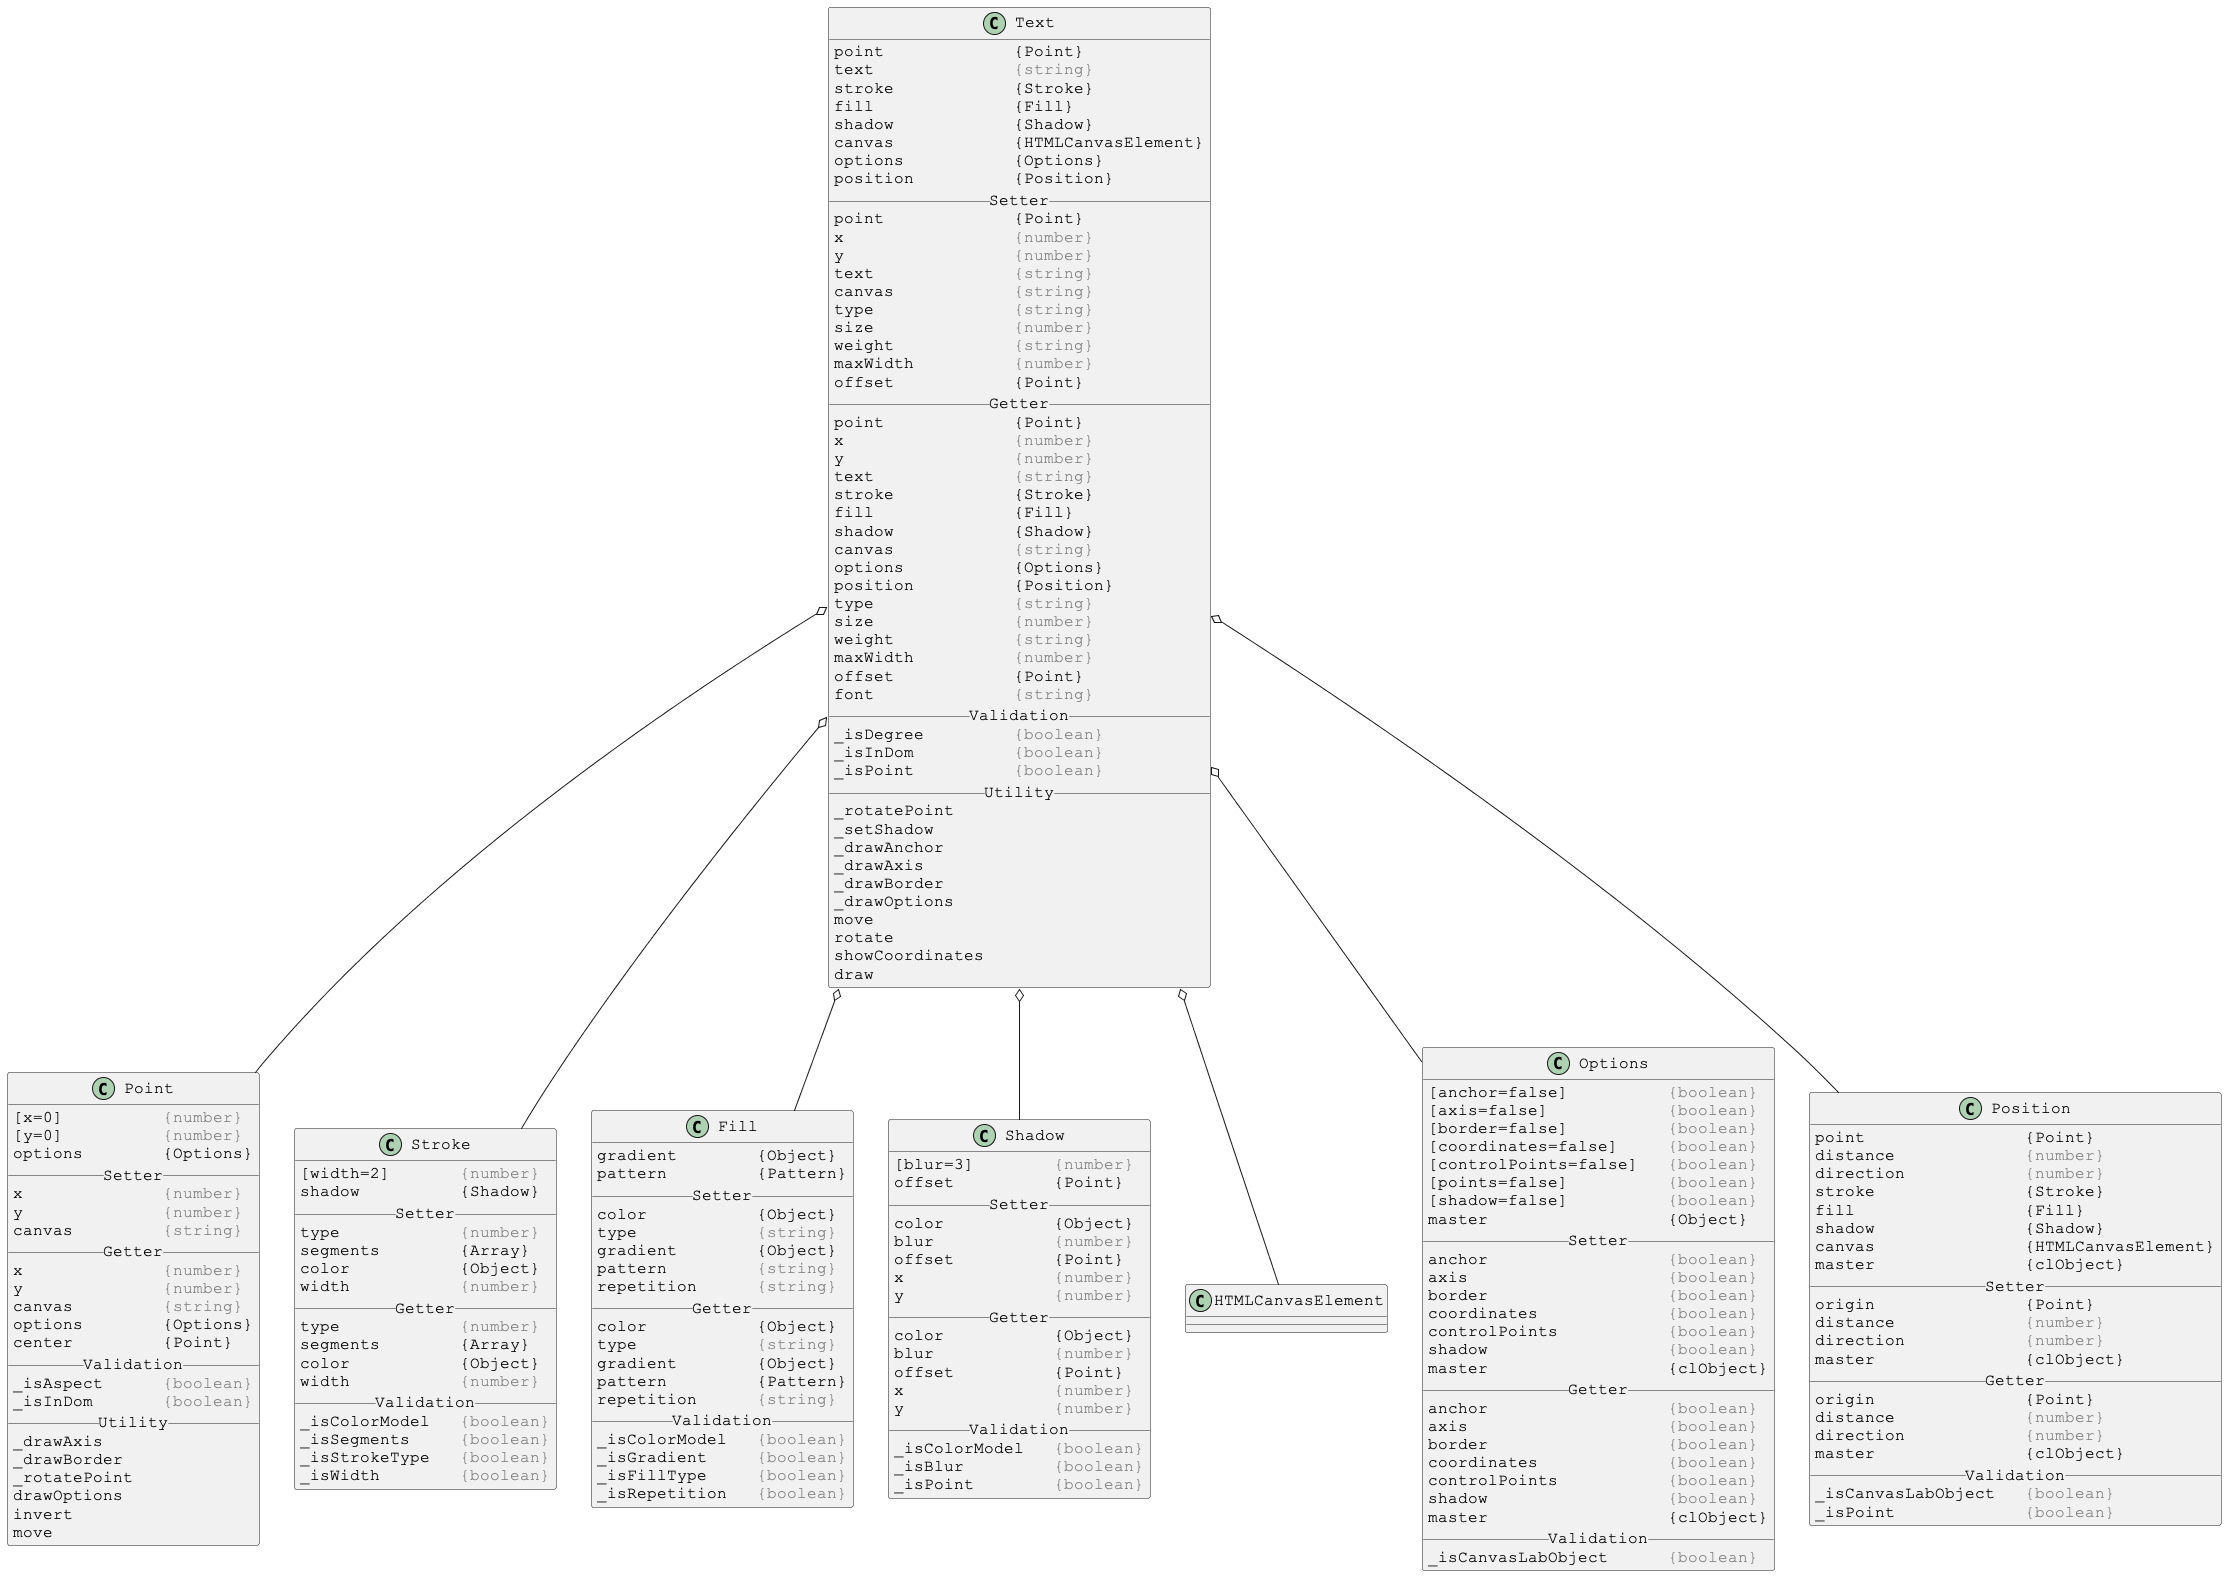 C Text
point {Point}
text {string}
stroke {Stroke}
fill {Fill}
shadow {Shadow}
canvas {HTMLCanvasElement}
options {Options}
position {Position}
Setter
point {Point}
x {number}
y {number}
text {string}
canvas {string}
type {string}
size {number}
weight {string}
maxWidth {number}
offset {Point}
Getter
point {Point}
x {number}
y {number}
text {string}
stroke {Stroke}
fill {Fill}
shadow {Shadow}
canvas {string}
options {Options}
position {Position}
type {string}
size {number}
weight {string}
maxWidth {number}
offset {Point}
font {string}
Validation
_isDegree {boolean}
_isInDom {boolean}
_isPoint {boolean}
Utility
_rotatePoint
_setShadow
_drawAnchor
_drawAxis
_drawBorder
_drawOptions
move
rotate
showCoordinates
draw
C Point
[x=0] {number}
[y=0] {number}
options {Options}
Setter
x {number}
y {number}
canvas {string}
Getter
x {number}
y {number}
canvas {string}
options {Options}
center {Point}
Validation
_isAspect {boolean}
_isInDom {boolean}
Utility
_drawAxis
_drawBorder
_rotatePoint
drawOptions
invert
move
C Stroke
[width=2] {number}
shadow {Shadow}
Setter
type {number}
segments {Array}
color {Object}
width {number}
Getter
type {number}
segments {Array}
color {Object}
width {number}
Validation
_isColorModel {boolean}
_isSegments {boolean}
_isStrokeType {boolean}
_isWidth {boolean}
C Fill
gradient {Object}
pattern {Pattern}
Setter
color {Object}
type {string}
gradient {Object}
pattern {string}
repetition {string}
Getter
color {Object}
type {string}
gradient {Object}
pattern {Pattern}
repetition {string}
Validation
_isColorModel {boolean}
_isGradient {boolean}
_isFillType {boolean}
_isRepetition {boolean}
C Shadow
[blur=3] {number}
offset {Point}
Setter
color {Object}
blur {number}
offset {Point}
x {number}
y {number}
Getter
color {Object}
blur {number}
offset {Point}
x {number}
y {number}
Validation
_isColorModel {boolean}
_isBlur {boolean}
_isPoint {boolean}
C HTMLCanvasElement
C Options
[anchor=false] {boolean}
[axis=false] {boolean}
[border=false] {boolean}
[coordinates=false] {boolean}
[controlPoints=false] {boolean}
[points=false] {boolean}
[shadow=false] {boolean}
master {Object}
Setter
anchor {boolean}
axis {boolean}
border {boolean}
coordinates {boolean}
controlPoints {boolean}
shadow {boolean}
master {clObject}
Getter
anchor {boolean}
axis {boolean}
border {boolean}
coordinates {boolean}
controlPoints {boolean}
shadow {boolean}
master {clObject}
Validation
_isCanvasLabObject {boolean}
C Position
point {Point}
distance {number}
direction {number}
stroke {Stroke}
fill {Fill}
shadow {Shadow}
canvas {HTMLCanvasElement}
master {clObject}
Setter
origin {Point}
distance {number}
direction {number}
master {clObject}
Getter
origin {Point}
distance {number}
direction {number}
master {clObject}
Validation
_isCanvasLabObject {boolean}
_isPoint {boolean}